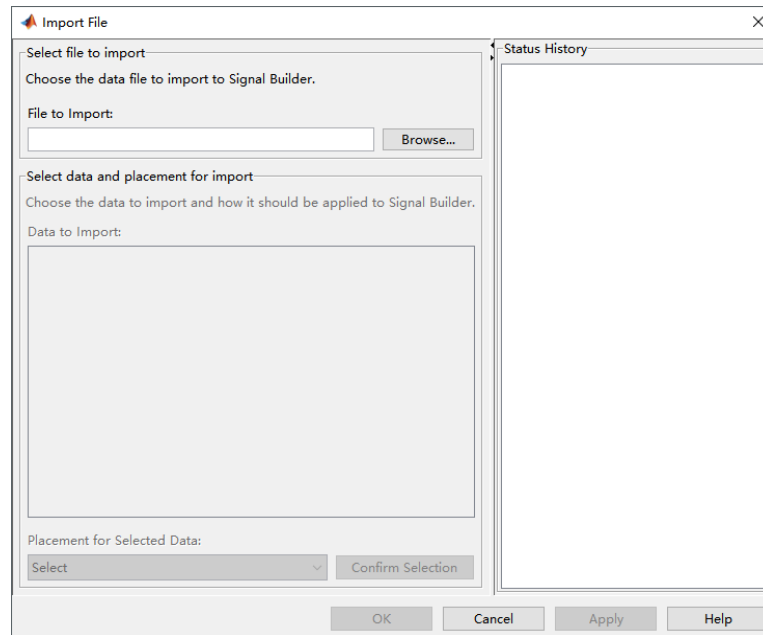 Import File
Select file to import
Choose the data file to import to Signal Builder.
File to Import:
Browse...
Select data and placement for import
Choose the data to import and how it should be applied to Signal Builder.
Data to Import:
Placement for Selected Data:
Select
Confirm Selection
Status History
OK
Cancel
Apply
Help